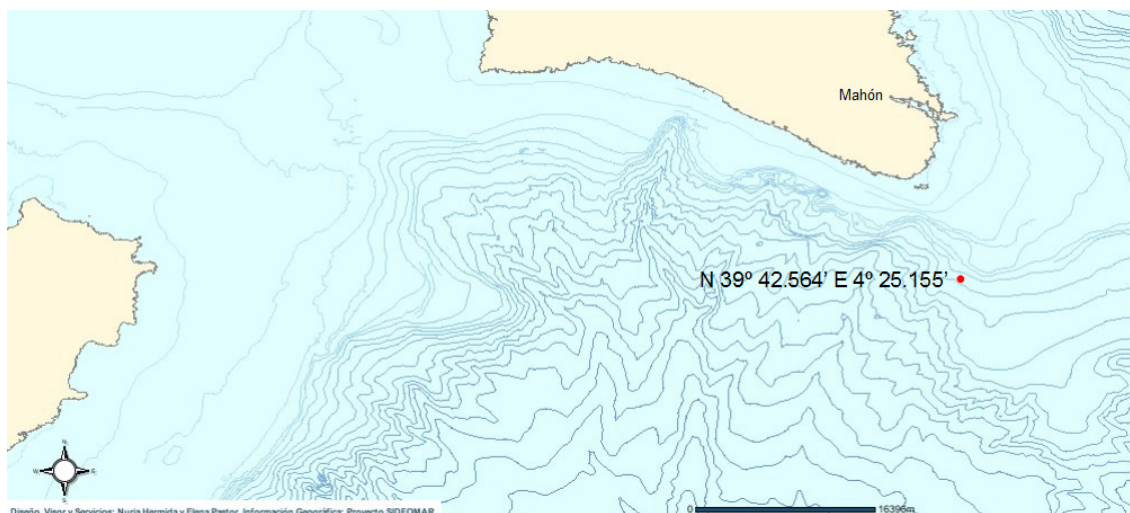 Mahón
N 39º 42.564’ E 4º 25.155’
N
W E
S
0 16396m
Diseño, Visor y Servicios: Nuria Hermida y Elena Pastor. Información Geográfica: Proyecto SIDEOMAR